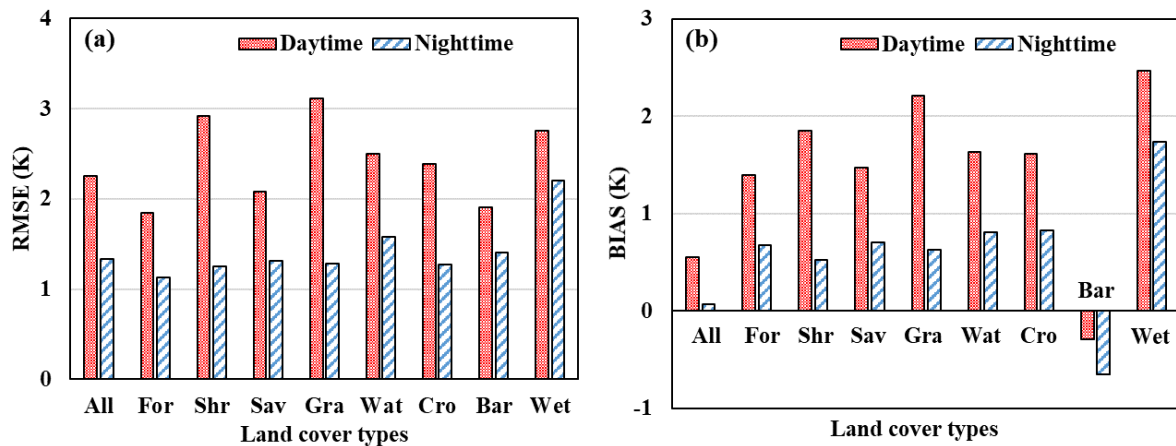 (a)
Daytime
Nighttime
RMSE (K)
4
3
2
1
0
All For Shr Sav Gra Wat Cro Bar Wet
Land cover types
(b)
Daytime
Nighttime
BIAS (K)
3
2
1
0
-1
Bar
All For Shr Sav Gra Wat Cro Wet
Land cover types